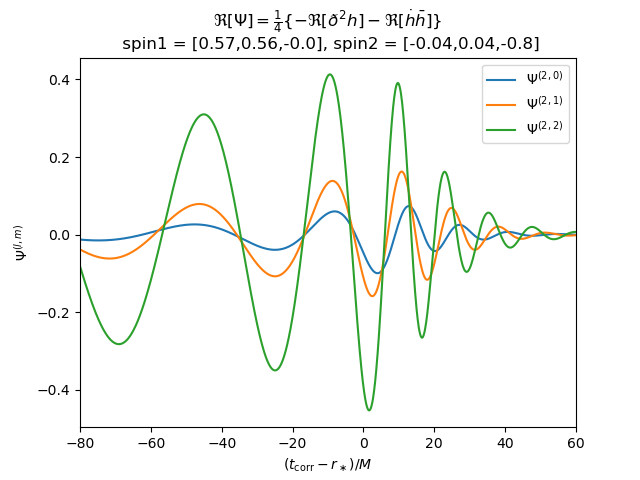 ℜ[Ψ] = 1/4{−ℜ[ð²h] − ℜ[ḣh̄]}
spin1 = [0.57,0.56,-0.0], spin2 = [-0.04,0.04,-0.8]
Ψ^(2,0)
Ψ^(2,1)
Ψ^(2,2)
0.4
0.2
0.0
−0.2
−0.4
Ψ^(l,m)
−80 −60 −40 −20 0 20 40 60
(t_corr − r_*)/M